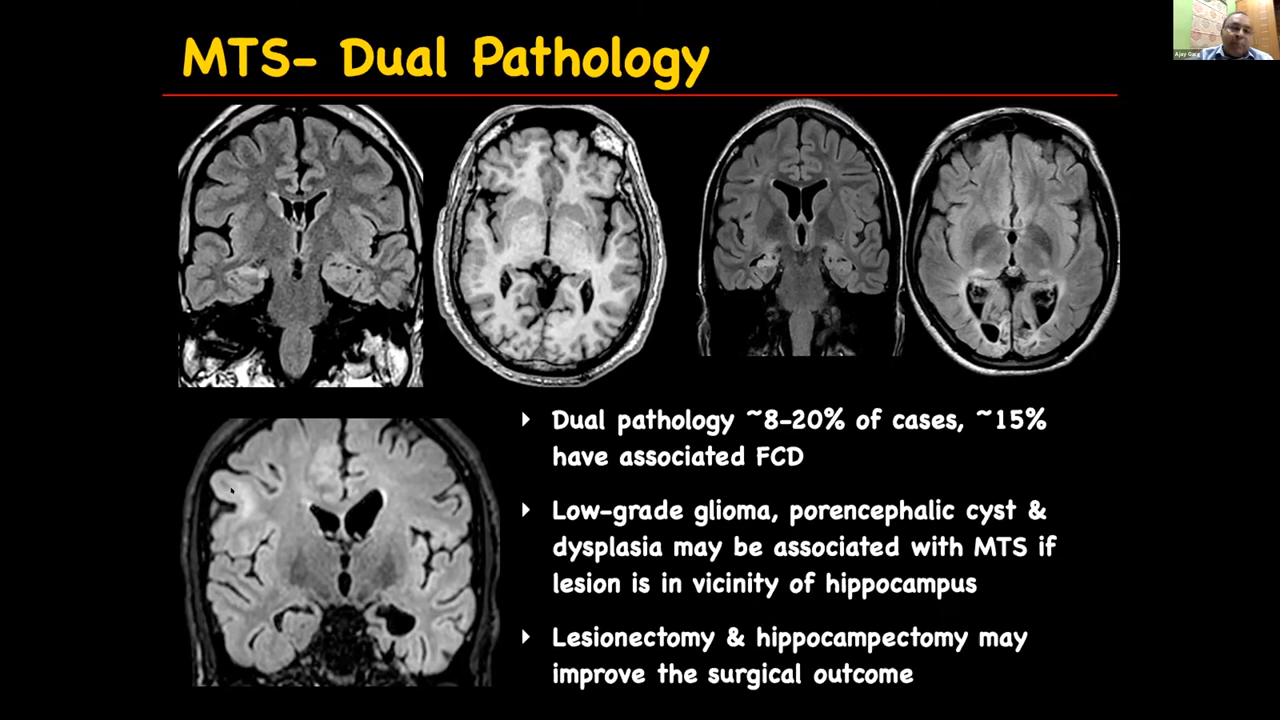 MTS- Dual Pathology
Ajay Garg
Dual pathology ~8-20% of cases, ~15%
have associated FCD
Low-grade glioma, porencephalic cyst &
dysplasia may be associated with MTS if
lesion is in vicinity of hippocampus
Lesionectomy & hippocampectomy may
improve the surgical outcome